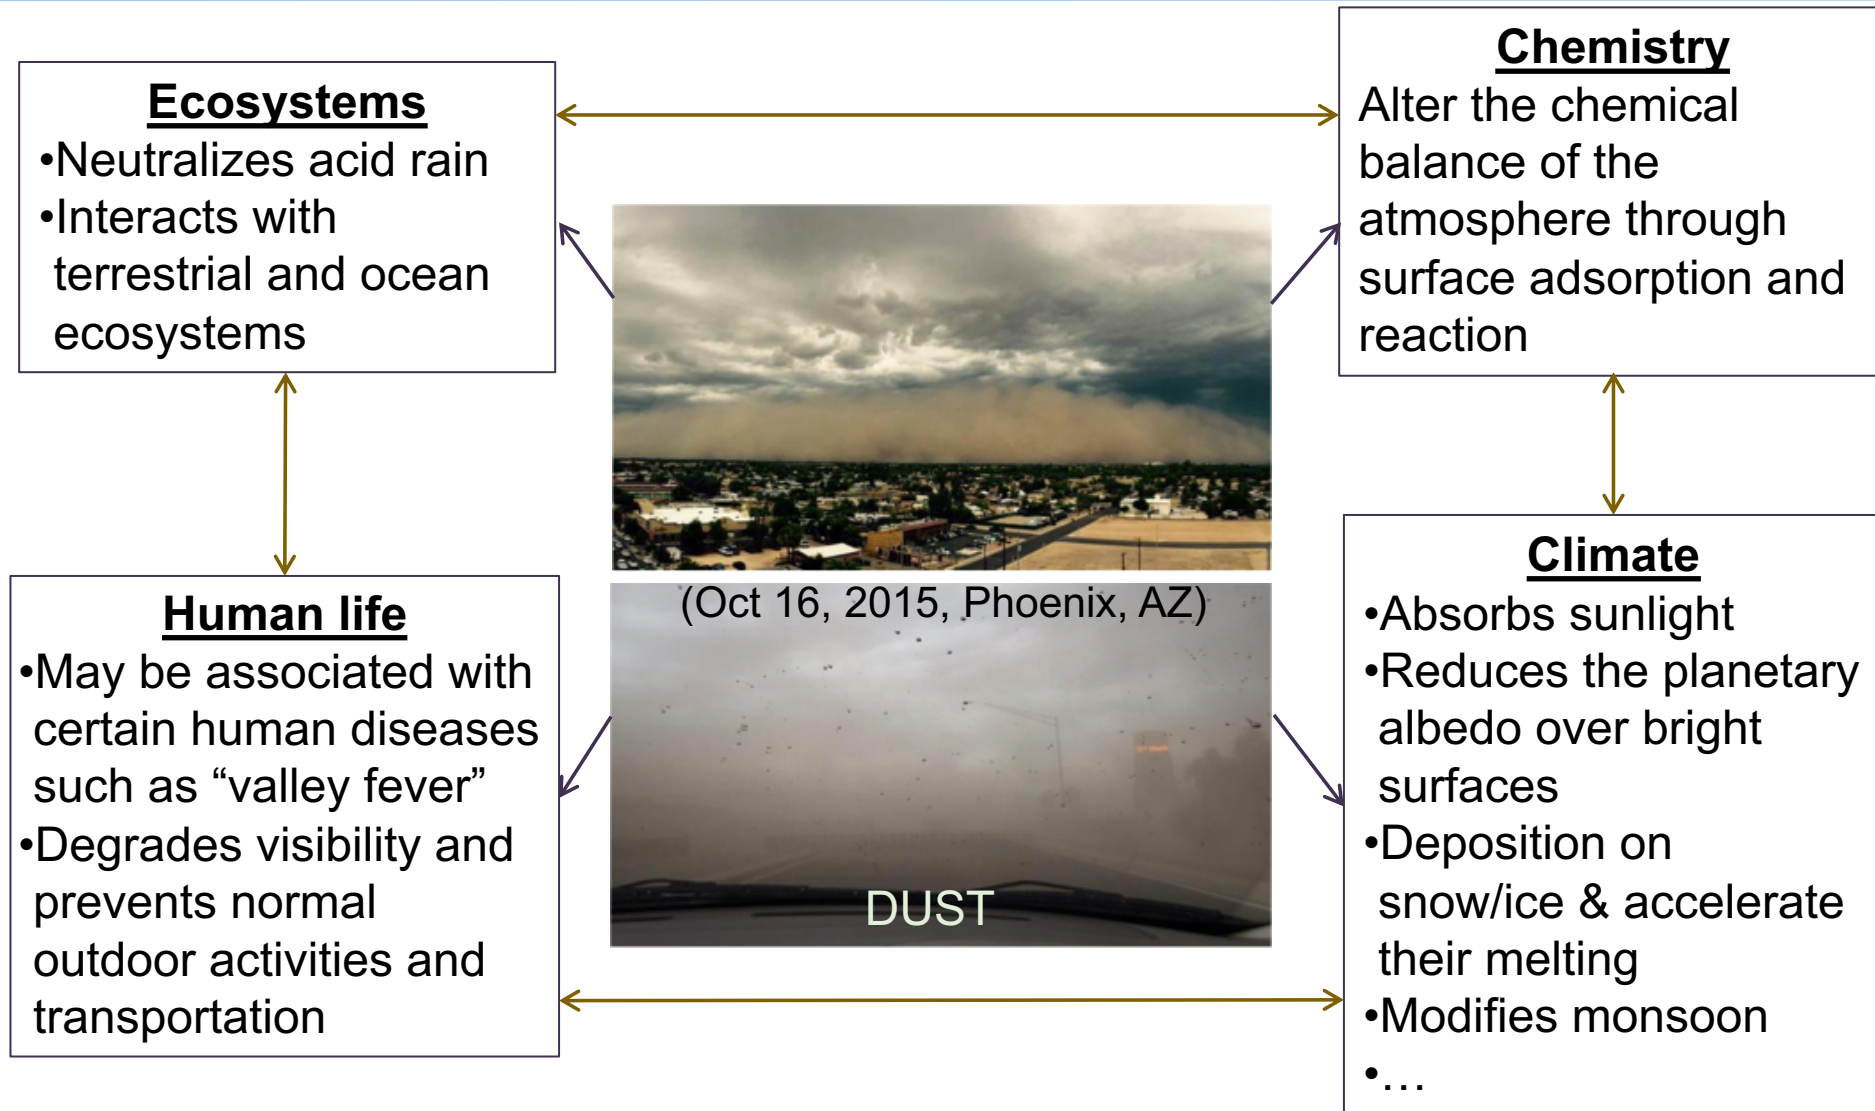 Ecosystems
•Neutralizes acid rain
•Interacts with
terrestrial and ocean
ecosystems
Chemistry
Alter the chemical
balance of the
atmosphere through
surface adsorption and
reaction
(Oct 16, 2015, Phoenix, AZ)
DUST
Human life
•May be associated with
certain human diseases
such as “valley fever”
•Degrades visibility and
prevents normal
outdoor activities and
transportation
Climate
•Absorbs sunlight
•Reduces the planetary
albedo over bright
surfaces
•Deposition on
snow/ice & accelerate
their melting
•Modifies monsoon
•…